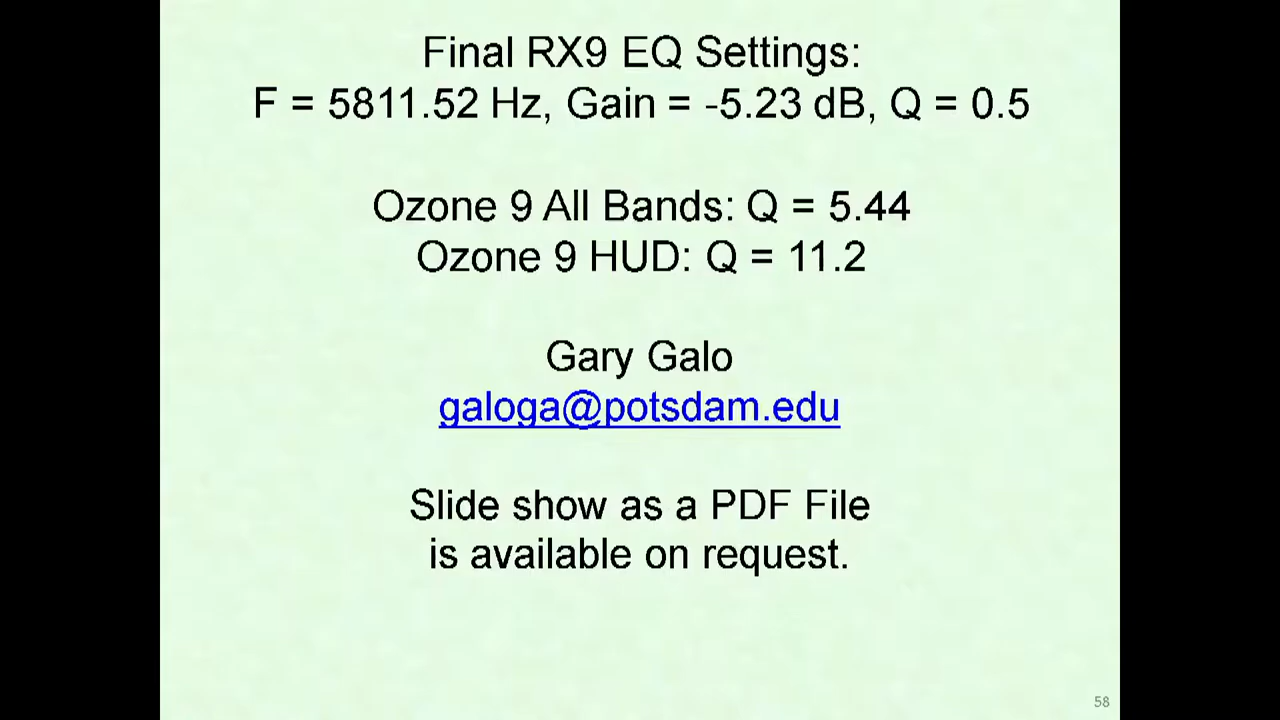 Final RX9 EQ Settings:
F = 5811.52 Hz, Gain = -5.23 dB, Q = 0.5
Ozone 9 All Bands: Q = 5.44
Ozone 9 HUD: Q = 11.2
Gary Galo
galoga@potsdam.edu
Slide show as a PDF File
is available on request.
58